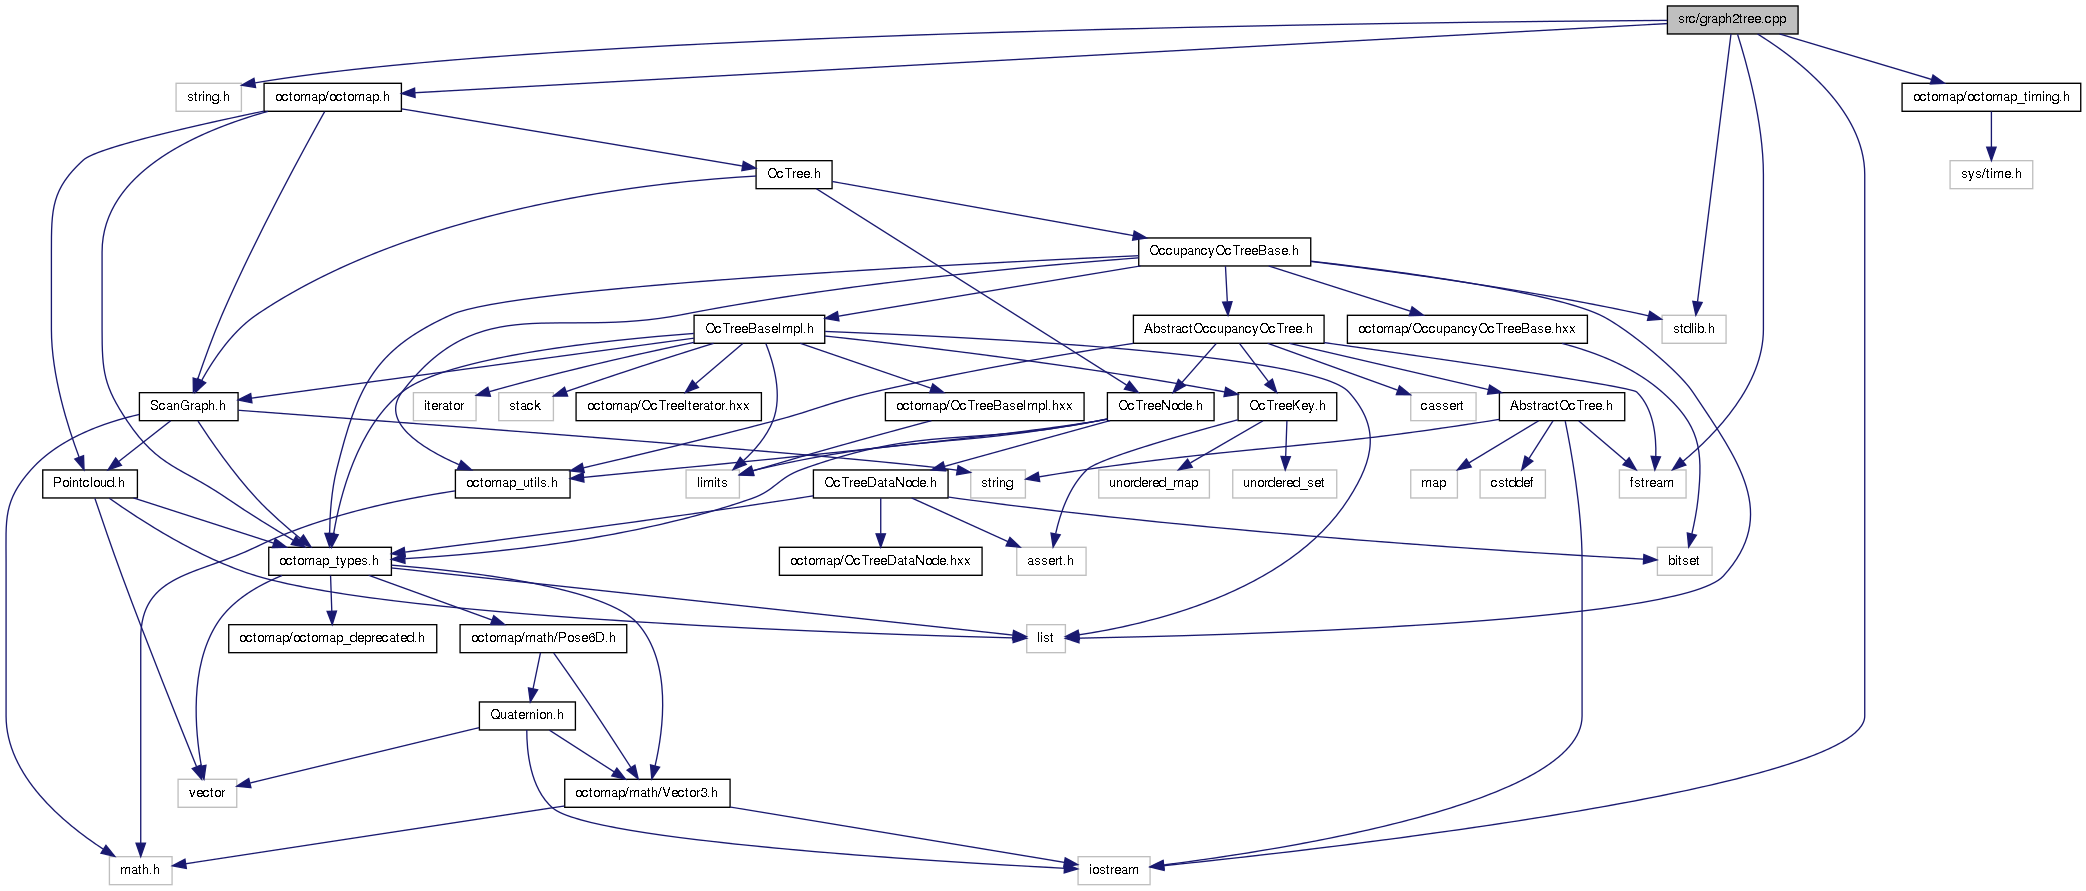 src/graph2tree.cpp
string.h
octomap/octomap.h
octomap/octomap_timing.h
OcTree.h
sys/time.h
OccupancyOcTreeBase.h
OcTreeBaseImpl.h
AbstractOccupancyOcTree.h
octomap/OccupancyOcTreeBase.hxx
stdlib.h
ScanGraph.h
iterator
stack
octomap/OcTreeIterator.hxx
octomap/OcTreeBaseImpl.hxx
OcTreeNode.h
OcTreeKey.h
cassert
AbstractOcTree.h
Pointcloud.h
octomap_utils.h
limits
OcTreeDataNode.h
string
unordered_map
unordered_set
map
cstddef
fstream
octomap_types.h
octomap/OcTreeDataNode.hxx
assert.h
bitset
octomap/octomap_deprecated.h
octomap/math/Pose6D.h
list
Quaternion.h
vector
octomap/math/Vector3.h
math.h
iostream